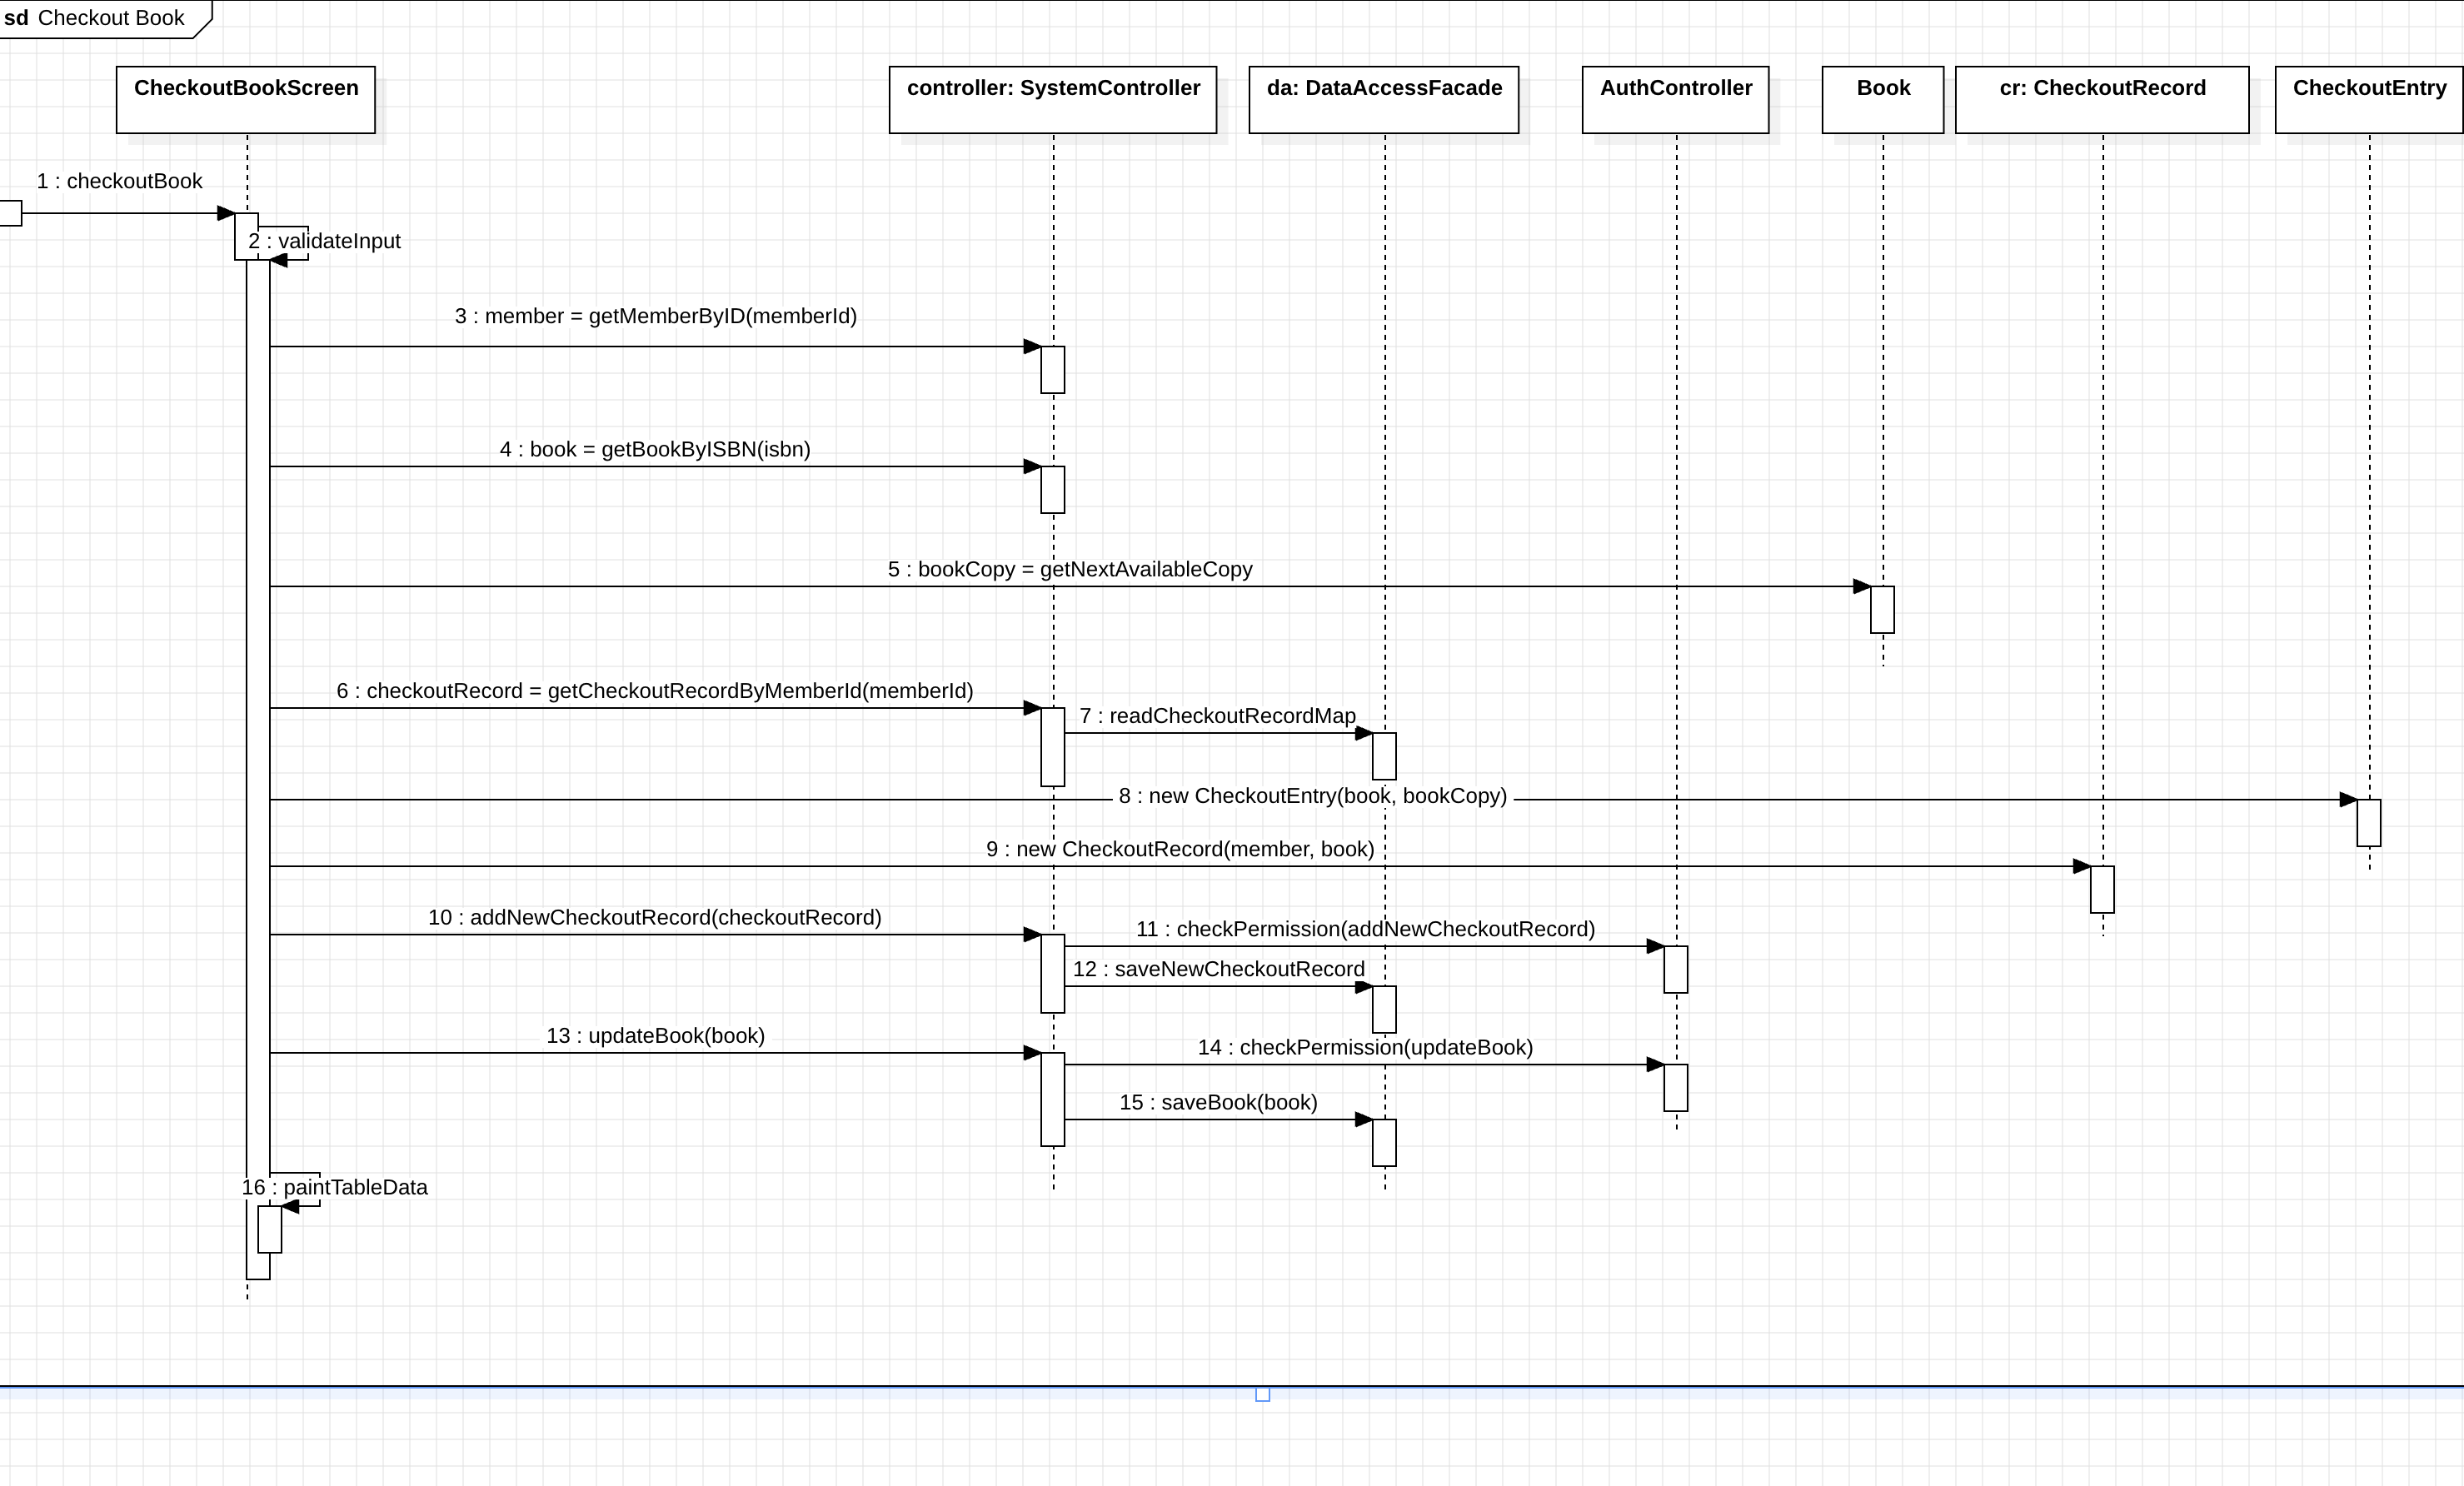 sd Checkout Book
CheckoutBookScreen
controller: SystemController
da: DataAccessFacade
AuthController
Book
cr: CheckoutRecord
CheckoutEntry
1 : checkoutBook
2 : validateInput
3 : member = getMemberByID(memberId)
4 : book = getBookByISBN(isbn)
5 : bookCopy = getNextAvailableCopy
6 : checkoutRecord = getCheckoutRecordByMemberId(memberId)
7 : readCheckoutRecordMap
8 : new CheckoutEntry(book, bookCopy)
9 : new CheckoutRecord(member, book)
10 : addNewCheckoutRecord(checkoutRecord)
11 : checkPermission(addNewCheckoutRecord)
12 : saveNewCheckoutRecord
13 : updateBook(book)
14 : checkPermission(updateBook)
15 : saveBook(book)
16 : paintTableData